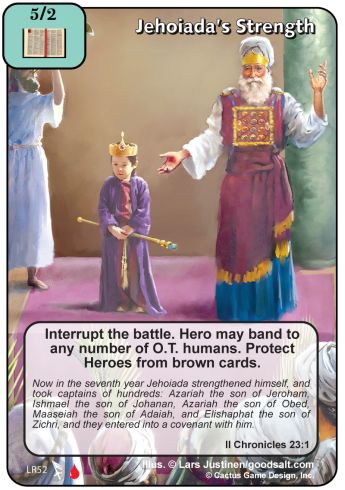 5/2
Jehoiada's Strength
Interrupt the battle. Hero may band to
any number of O.T. humans. Protect
Heroes from brown cards.
Now in the seventh year Jehoiada strengthened himself, and
took captains of hundreds: Azariah the son of Jeroham,
Ishmael the son of Johanan, Azariah the son of Obed,
Maaseiah the son of Adaiah, and Elishaphat the son of
Zichri, and they entered into a covenant with him.
II Chronicles 23:1
LR52
Illus. © Lars Justinen/goodsalt.com
© Cactus Game Design, Inc.